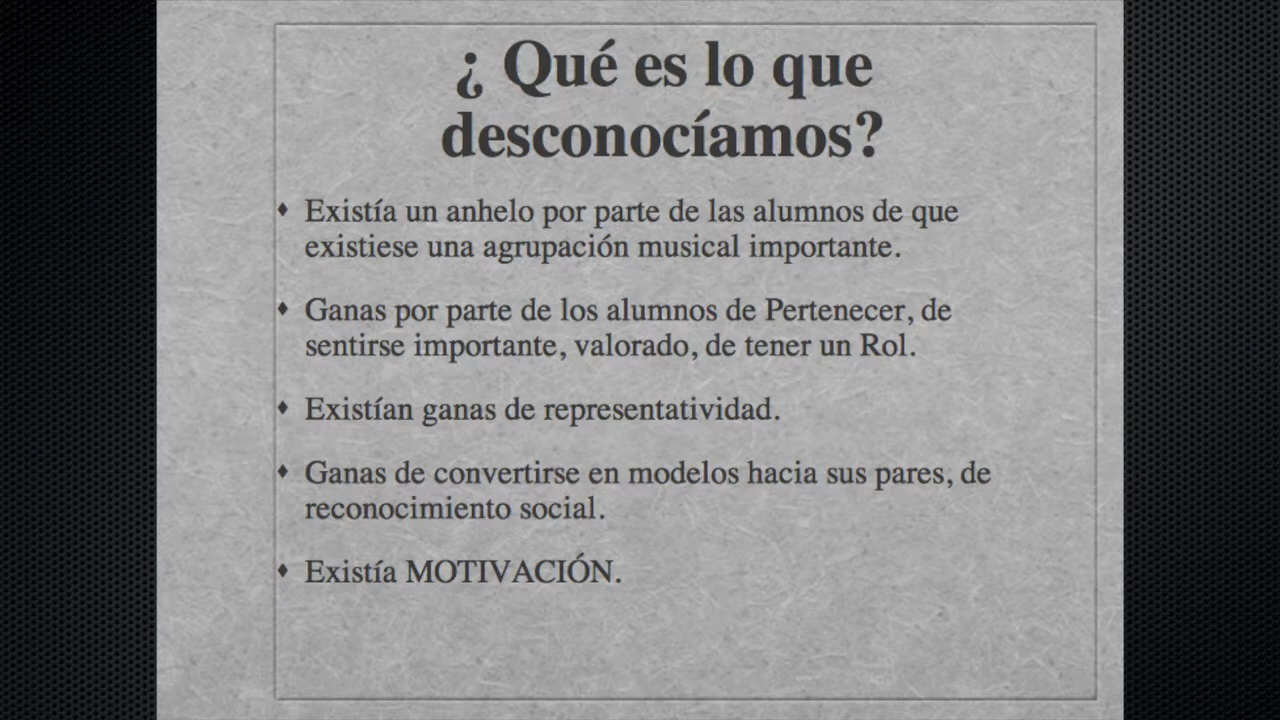 ¿ Qué es lo que
desconocíamos?
Existía un anhelo por parte de las alumnos de que
existiese una agrupación musical importante.
Ganas por parte de los alumnos de Pertenecer, de
sentirse importante, valorado, de tener un Rol.
Existían ganas de representatividad.
Ganas de convertirse en modelos hacia sus pares, de
reconocimiento social.
Existía MOTIVACIÓN.